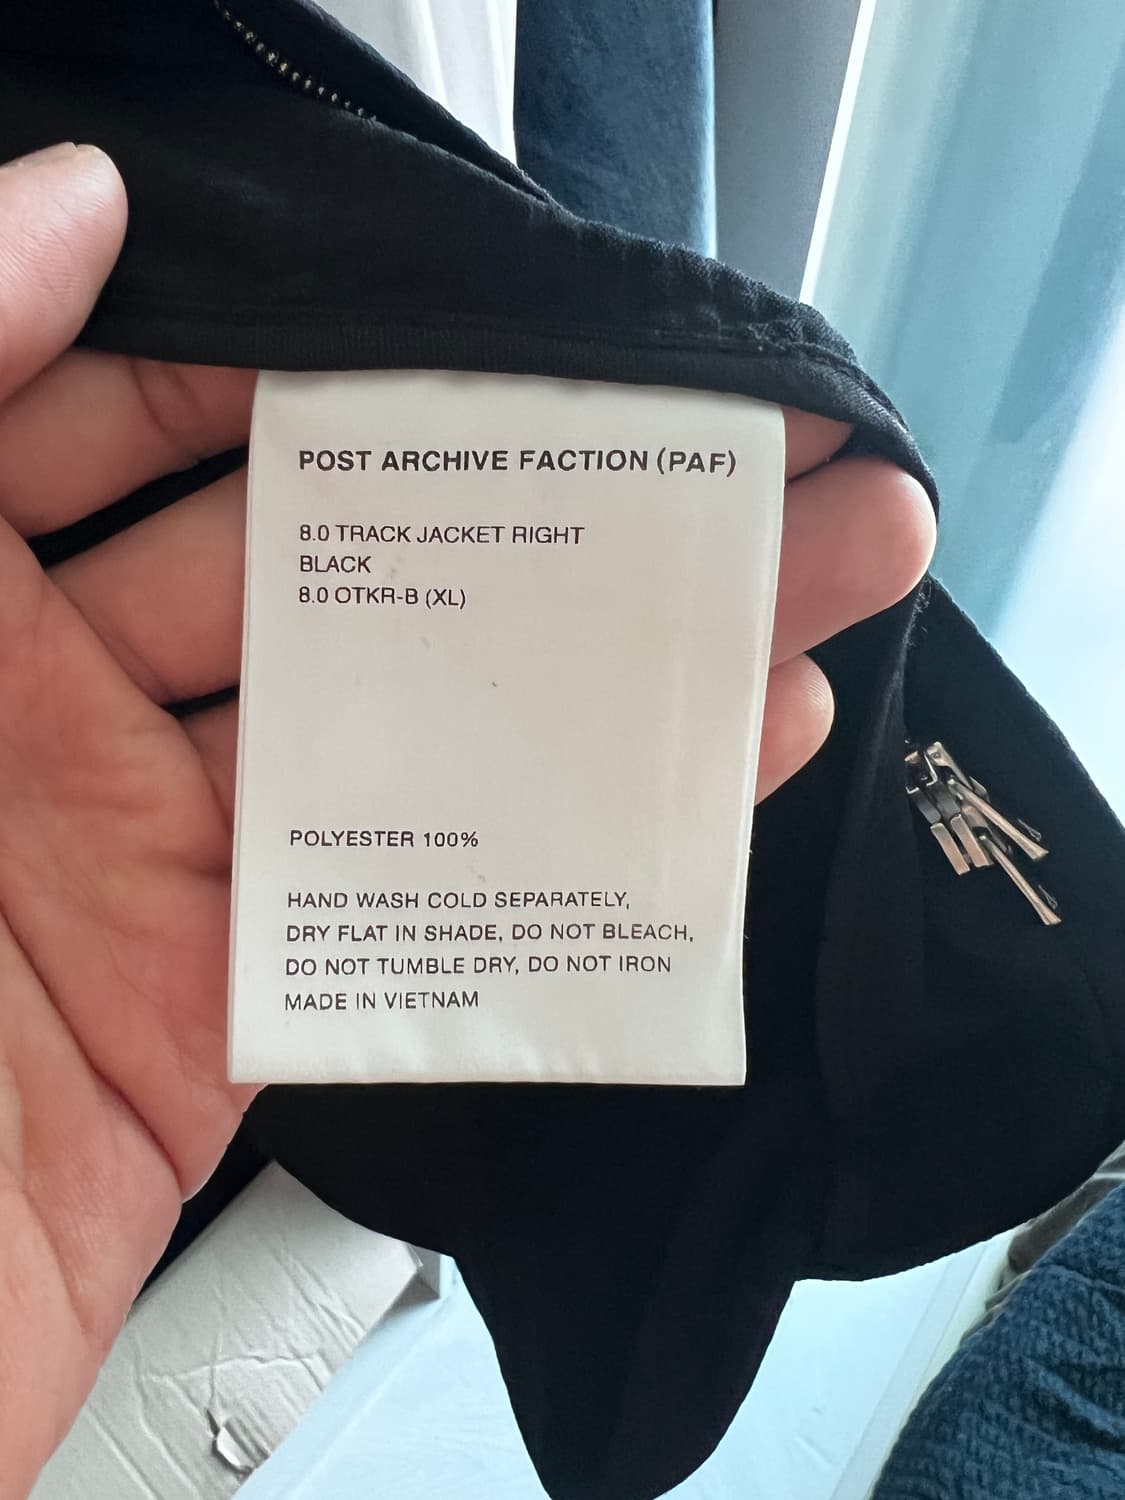 POST ARCHIVE FACTION (PAF)
8.0 TRACK JACKET RIGHT
BLACK
8.0 OTKR-B (XL)
POLYESTER 100%
HAND WASH COLD SEPARATELY,
DRY FLAT IN SHADE, DO NOT BLEACH,
DO NOT TUMBLE DRY, DO NOT IRON
MADE IN VIETNAM